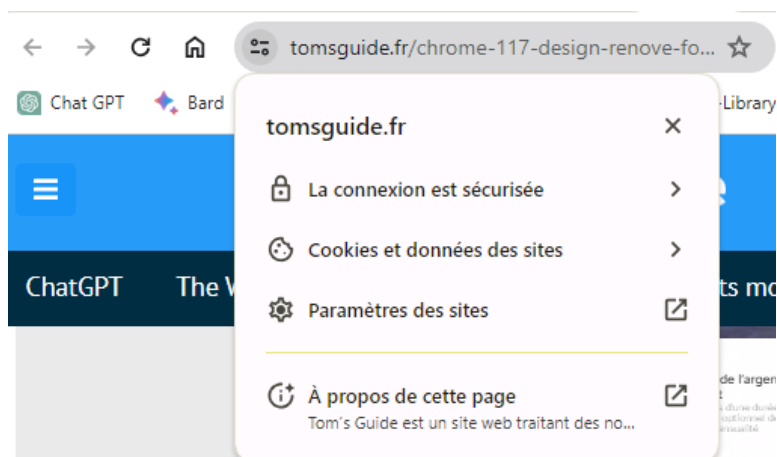 tomsguide.fr/chrome-117-design-renove-fo...
Chat GPT Bard Library
tomsguide.fr
La connexion est sécurisée
Cookies et données des sites
ChatGPT The W ts mo
Paramètres des sites
À propos de cette page
Tom's Guide est un site web traitant des no...
de l'argen